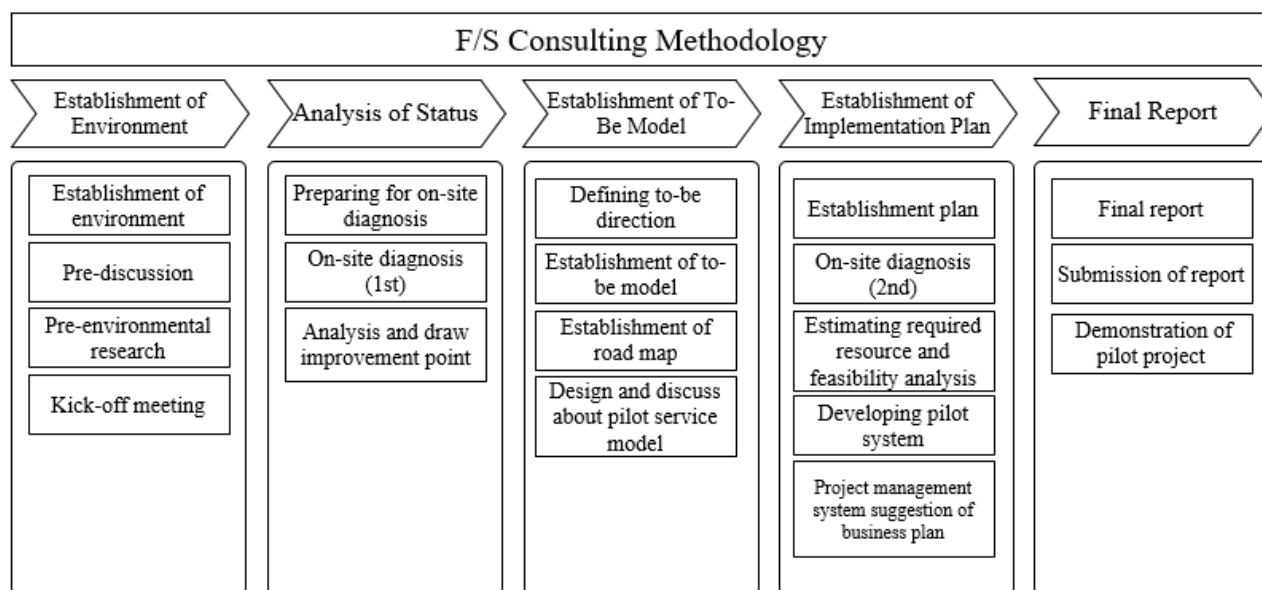 F/S Consulting Methodology
Establishment of
Environment
Analysis of Status
Establishment of To-
Be Model
Establishment of
Implementation Plan
Final Report
Establishment of
environment
Pre-discussion
Pre-environmental
research
Kick-off meeting
Preparing for on-site
diagnosis
On-site diagnosis
(1st)
Analysis and draw
improvement point
Defining to-be
direction
Establishment of to-
be model
Establishment of
road map
Design and discuss
about pilot service
model
Establishment plan
On-site diagnosis
(2nd)
Estimating required
resource and
feasibility analysis
Developing pilot
system
Project management
system suggestion of
business plan
Final report
Submission of report
Demonstration of
pilot project